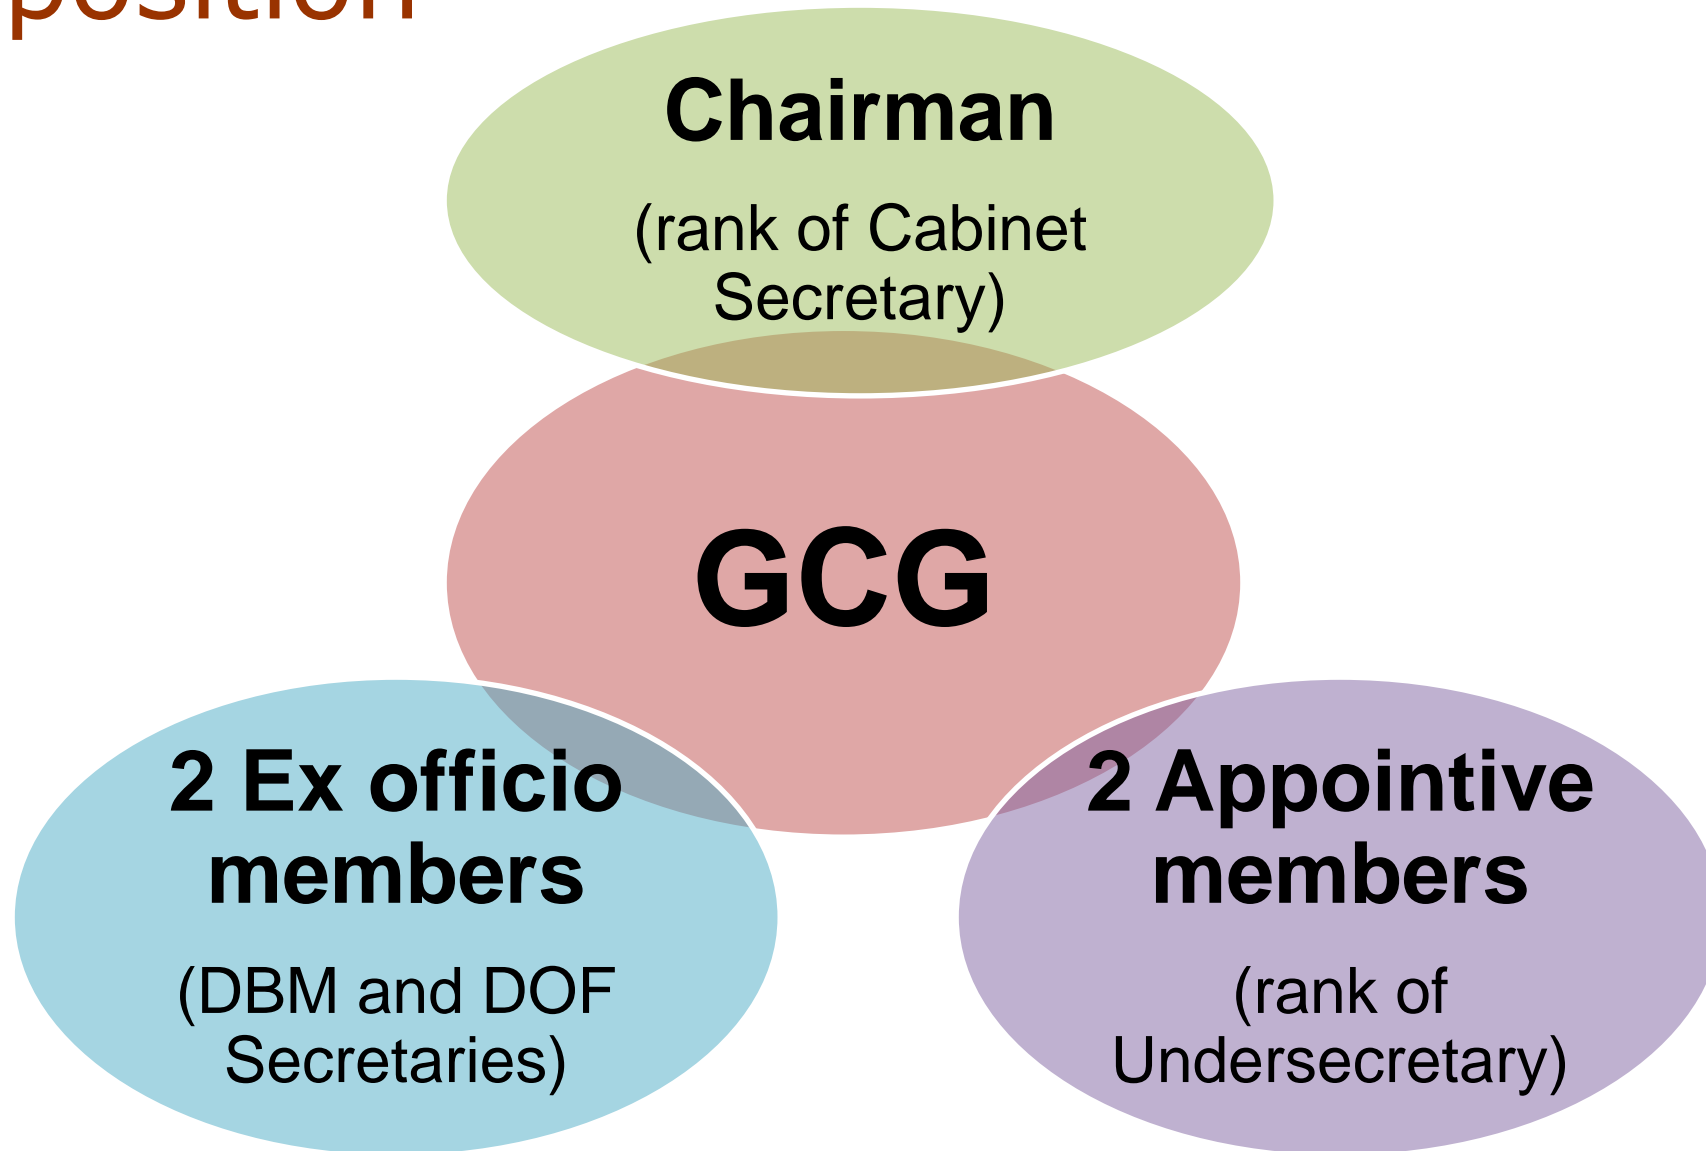 position
Chairman
(rank of Cabinet
Secretary)
GCG
2 Ex officio
members
(DBM and DOF
Secretaries)
2 Appointive
members
(rank of
Undersecretary)